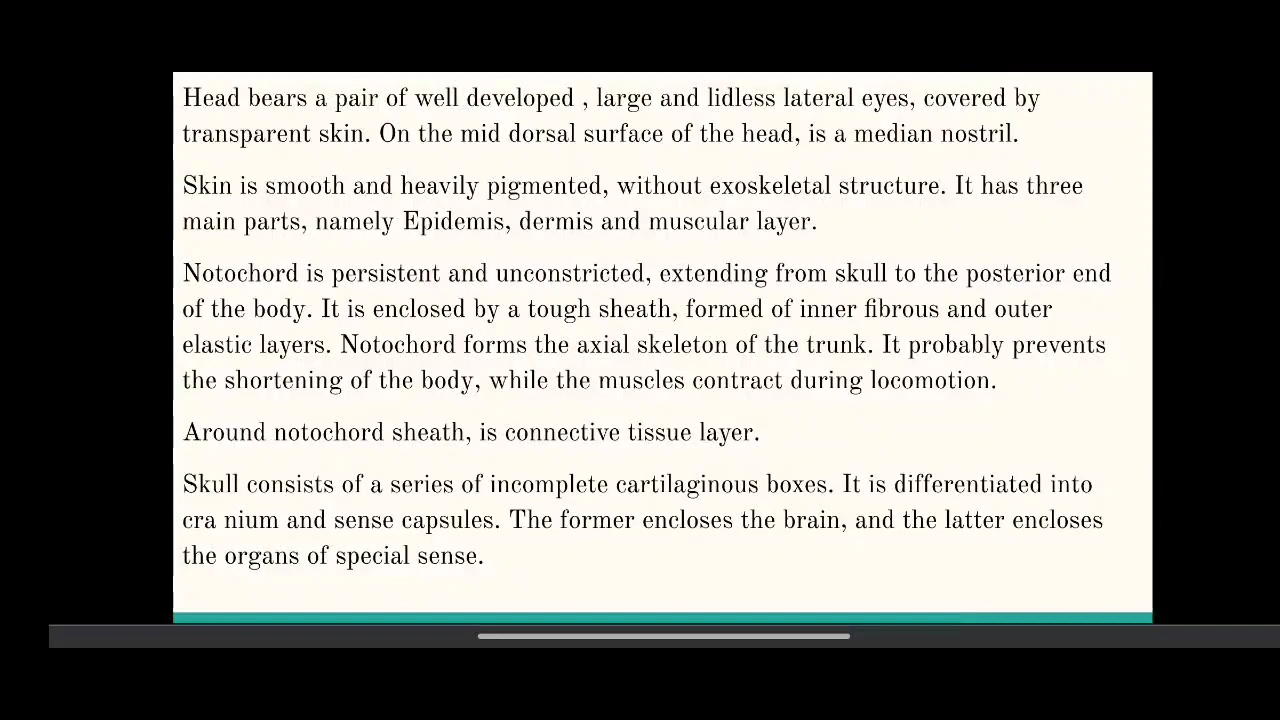 Head bears a pair of well developed , large and lidless lateral eyes, covered by
transparent skin. On the mid dorsal surface of the head, is a median nostril.
Skin is smooth and heavily pigmented, without exoskeletal structure. It has three
main parts, namely Epidemis, dermis and muscular layer.
Notochord is persistent and unconstricted, extending from skull to the posterior end
of the body. It is enclosed by a tough sheath, formed of inner fibrous and outer
elastic layers. Notochord forms the axial skeleton of the trunk. It probably prevents
the shortening of the body, while the muscles contract during locomotion.
Around notochord sheath, is connective tissue layer.
Skull consists of a series of incomplete cartilaginous boxes. It is differentiated into
cra nium and sense capsules. The former encloses the brain, and the latter encloses
the organs of special sense.